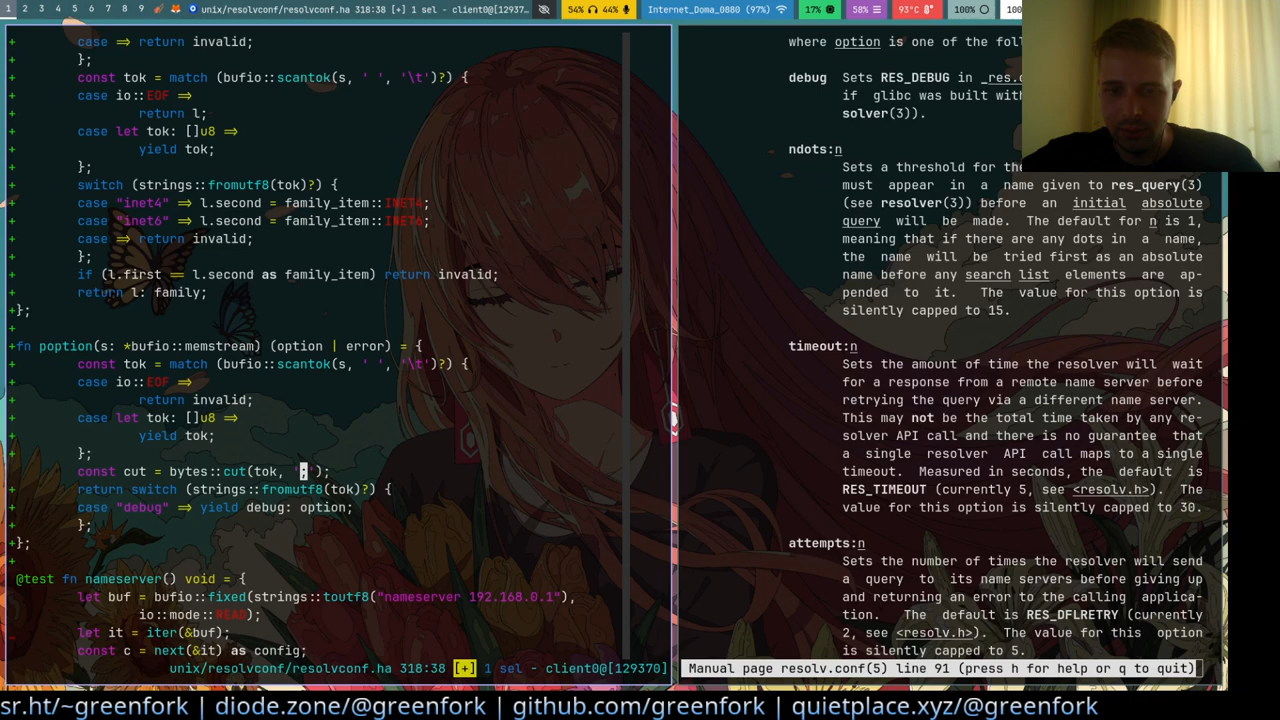 1 2 3 4 5 6 7 8 9 unix/resolvconf/resolvconf.ha 318:38 [+] 1 sel - client0@[12937... 54% 44% Internet_Doma_0880 (97%) 17% 58% 93°C 100% 100
+ case => return invalid;
+ };
+ const tok = match (bufio::scantok(s, ' ', '\t')?) {
+ case io::EOF =>
+ return l;
+ case let tok: []u8 =>
+ yield tok;
+ };
+ switch (strings::fromutf8(tok)?) {
+ case "inet4" => l.second = family_item::INET4;
+ case "inet6" => l.second = family_item::INET6;
+ case => return invalid;
+ };
+ if (l.first == l.second as family_item) return invalid;
+ return l: family;
+};
+
+fn poption(s: *bufio::memstream) (option | error) = {
+ const tok = match (bufio::scantok(s, ' ', '\t')?) {
+ case io::EOF =>
+ return invalid;
+ case let tok: []u8 =>
+ yield tok;
+ };
+ const cut = bytes::cut(tok, ';');
+ return switch (strings::fromutf8(tok)?) {
+ case "debug" => yield debug: option;
+ };
+};
+
@test fn nameserver() void = {
let buf = bufio::fixed(strings::toutf8("nameserver 192.168.0.1"),
io::mode::READ);
let it = iter(&buf);
const c = next(&it) as config;
unix/resolvconf/resolvconf.ha 318:38 [+] 1 sel - client0@[129370]
where option is one of the foll
debug Sets RES_DEBUG in _res.
if glibc was built with
solver(3)).
ndots:n
Sets a threshold for the
must appear in a name given to res_query(3)
(see resolver(3)) before an initial absolute
query will be made. The default for n is 1,
meaning that if there are any dots in a name,
the name will be tried first as an absolute
name before any search list elements are ap-
pended to it. The value for this option is
silently capped to 15.
timeout:n
Sets the amount of time the resolver will wait
for a response from a remote name server before
retrying the query via a different name server.
This may not be the total time taken by any re-
solver API call and there is no guarantee that
a single resolver API call maps to a single
timeout. Measured in seconds, the default is
RES_TIMEOUT (currently 5, see <resolv.h>). The
value for this option is silently capped to 30.
attempts:n
Sets the number of times the resolver will send
a query to its name servers before giving up
and returning an error to the calling applica-
tion. The default is RES_DFLRETRY (currently
2, see <resolv.h>). The value for this option
is silently capped to 5.
Manual page resolv.conf(5) line 91 (press h for help or q to quit)
sr.ht/~greenfork | diode.zone/@greenfork | github.com/greenfork | quietplace.xyz/@greenfork